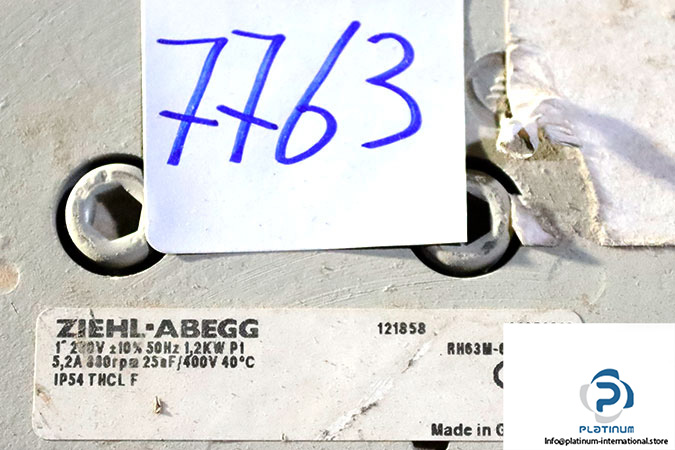 7763
ZIEHL-ABEGG 121858
1~ 230V ±10% 50Hz 1,2KW P1 RH63M-
5,2A 880rpm 25uF/400V 40°C
IP54 THCL F
Made in G
PLATINUM
Info@platinum-international.store